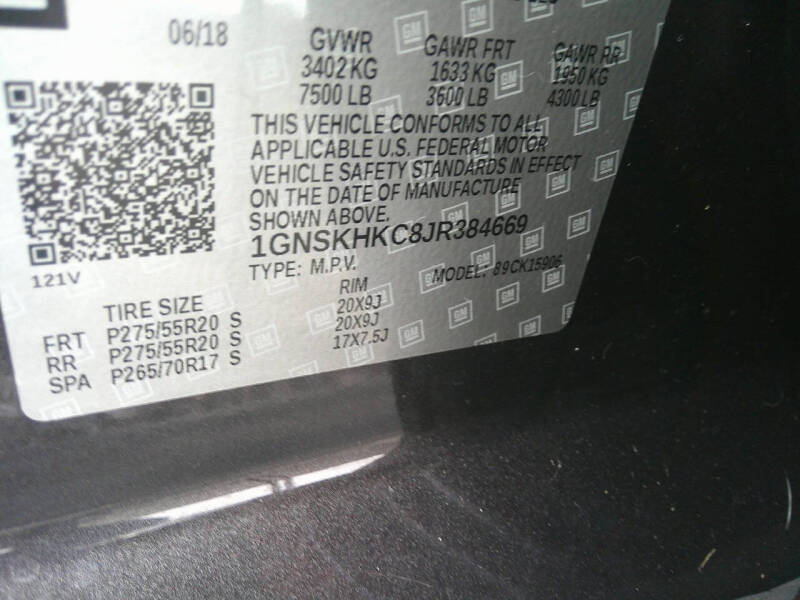 06/18 GVWR GAWR FRT GAWR RR
3402 KG 1633 KG 1950 KG
7500 LB 3600 LB 4300 LB
THIS VEHICLE CONFORMS TO ALL
APPLICABLE U.S. FEDERAL MOTOR
VEHICLE SAFETY STANDARDS IN EFFECT
ON THE DATE OF MANUFACTURE
SHOWN ABOVE.
1GNSKHKC8JR384669
TYPE: M.P.V. MODEL: 89CK15906
121V
TIRE SIZE RIM
FRT P275/55R20 S 20X9J
RR P275/55R20 S 20X9J
SPA P265/70R17 S 17X7.5J